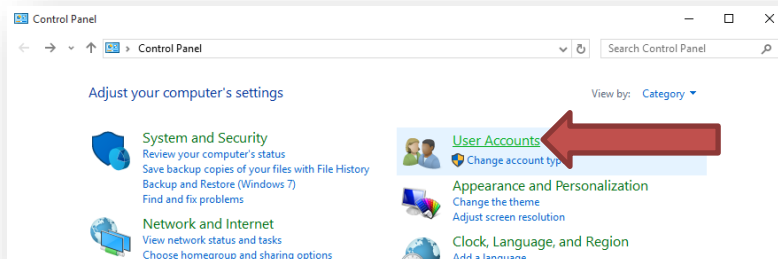 Control Panel
Control Panel
Search Control Panel
Adjust your computer's settings
View by: Category
System and Security
Review your computer's status
Save backup copies of your files with File History
Backup and Restore (Windows 7)
Find and fix problems
Network and Internet
View network status and tasks
Choose homegroup and sharing options
User Accounts
Change account typ
Appearance and Personalization
Change the theme
Adjust screen resolution
Clock, Language, and Region
Add a language